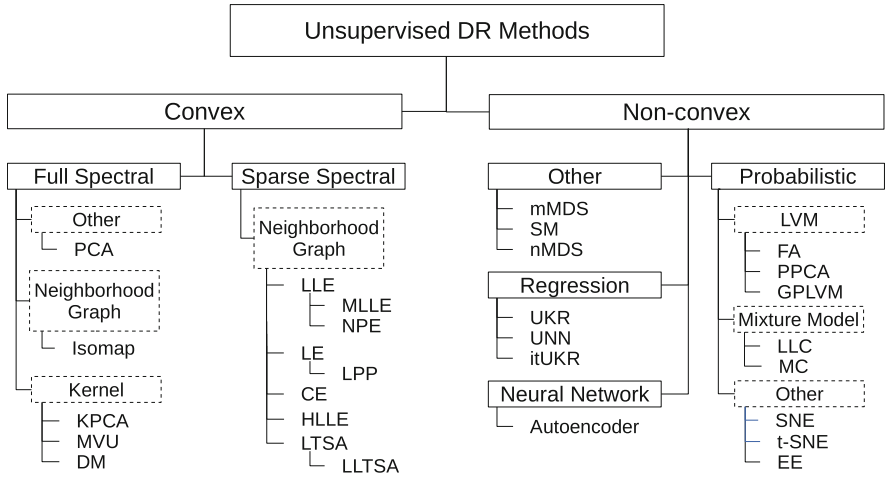 Unsupervised DR Methods
Convex
Full Spectral
Other
PCA
Neighborhood
Graph
Isomap
Kernel
KPCA
MVU
DM
Sparse Spectral
Neighborhood
Graph
LLE
MLLE
NPE
LE
LPP
CE
HLLE
LTSA
LLTSA
Non-convex
Other
mMDS
SM
nMDS
Regression
UKR
UNN
itUKR
Neural Network
Autoencoder
Probabilistic
LVM
FA
PPCA
GPLVM
Mixture Model
LLC
MC
Other
SNE
t-SNE
EE